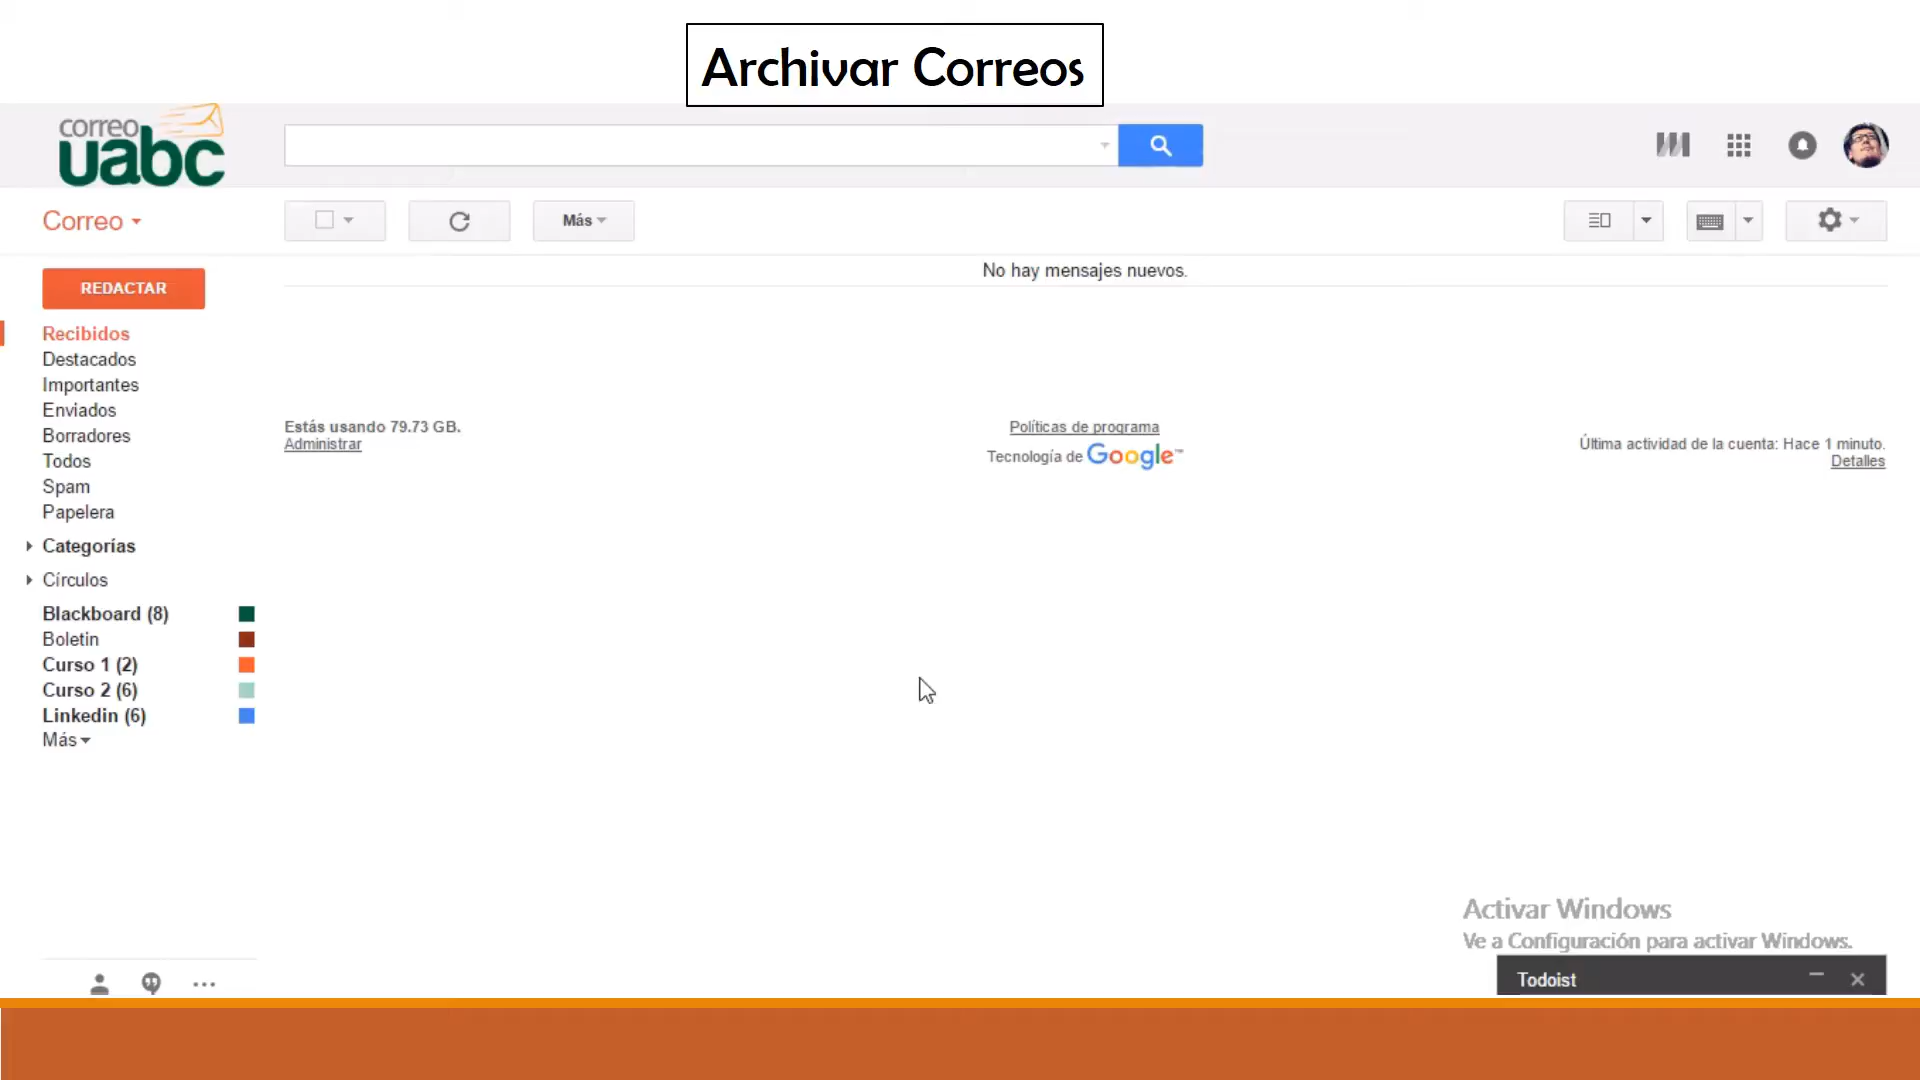 Archivar Correos
correo
uabc
Correo
Más
No hay mensajes nuevos.
REDACTAR
Recibidos
Destacados
Importantes
Enviados
Borradores
Todos
Spam
Papelera
Categorías
Círculos
Blackboard (8)
Boletin
Curso 1 (2)
Curso 2 (6)
Linkedin (6)
Más
Estás usando 79.73 GB.
Administrar
Políticas de programa
Tecnología de Google™
Última actividad de la cuenta: Hace 1 minuto.
Detalles
Activar Windows
Ve a Configuración para activar Windows.
Todoist